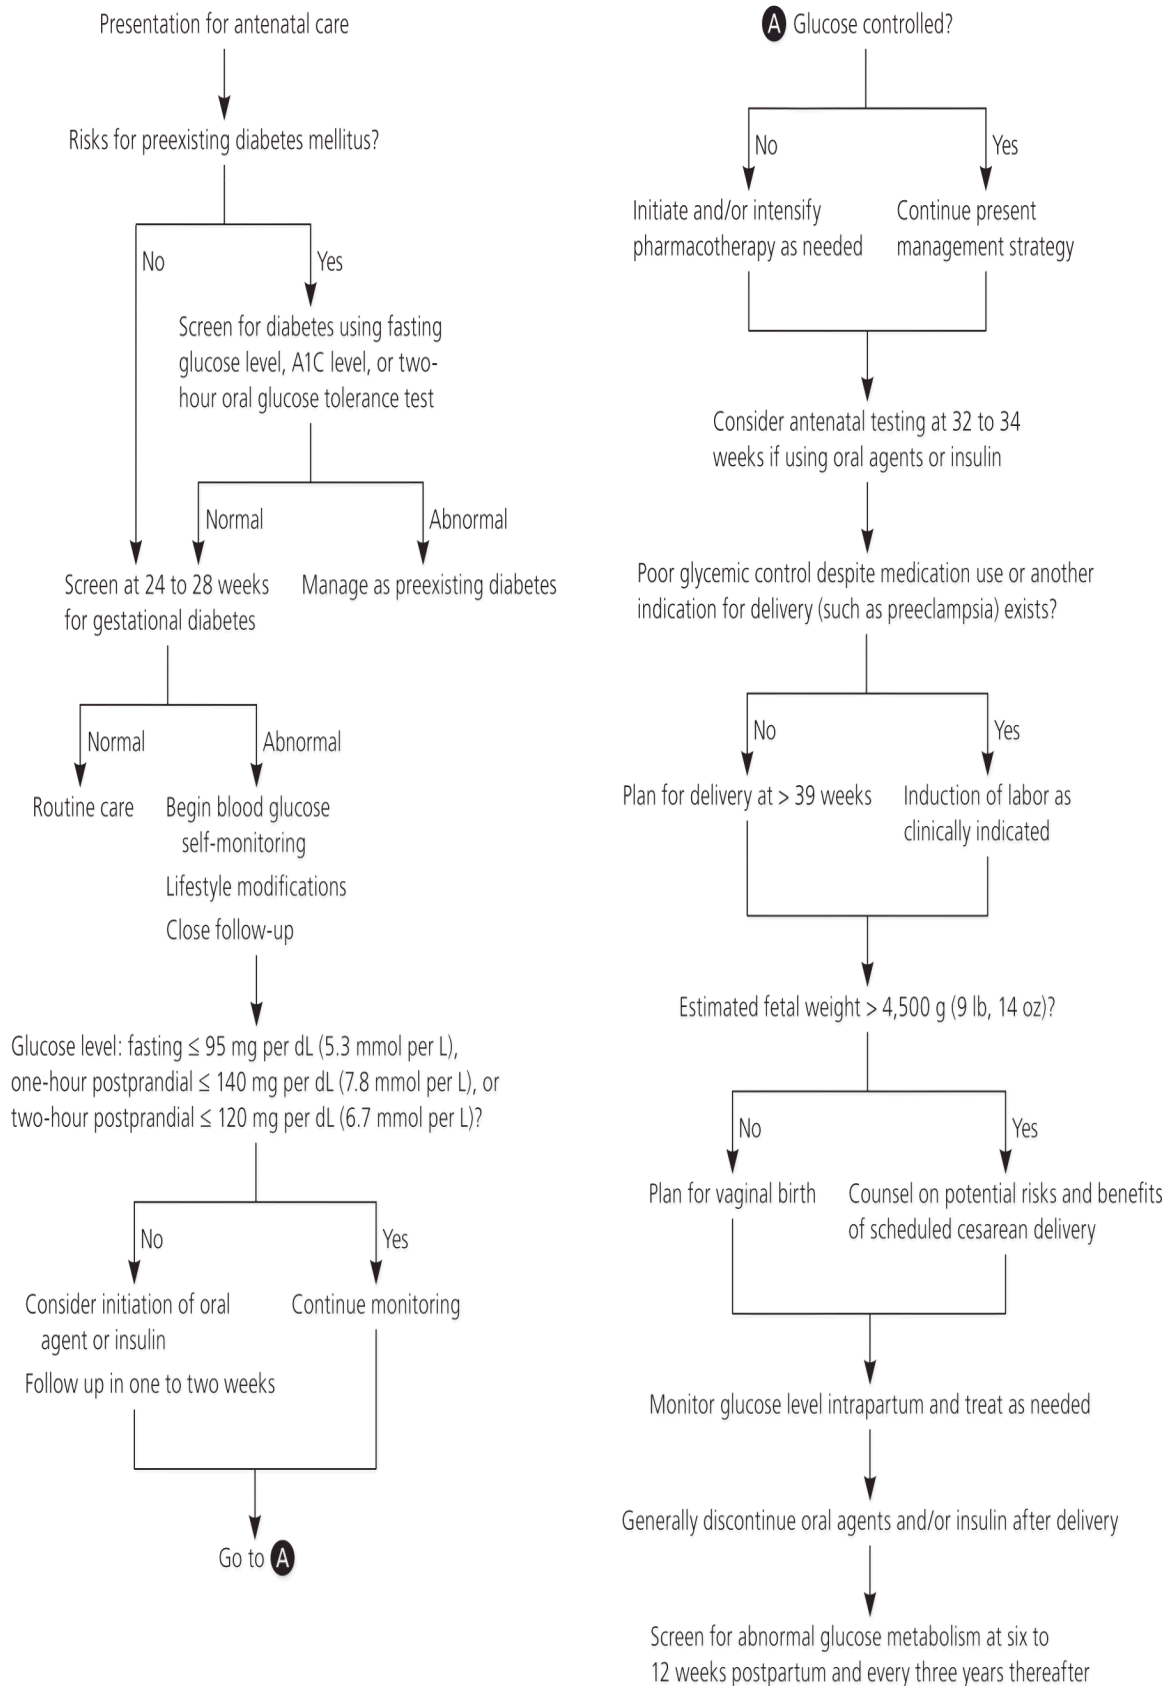 Presentation for antenatal care
Risks for preexisting diabetes mellitus?
No
Yes
Screen for diabetes using fasting
glucose level, A1C level, or two-
hour oral glucose tolerance test
Normal
Abnormal
Screen at 24 to 28 weeks
for gestational diabetes
Manage as preexisting diabetes
Normal
Abnormal
Routine care
Begin blood glucose
self-monitoring
Lifestyle modifications
Close follow-up
Glucose level: fasting ≤ 95 mg per dL (5.3 mmol per L),
one-hour postprandial ≤ 140 mg per dL (7.8 mmol per L), or
two-hour postprandial ≤ 120 mg per dL (6.7 mmol per L)?
No
Yes
Consider initiation of oral
agent or insulin
Follow up in one to two weeks
Continue monitoring
Go to A
A Glucose controlled?
No
Yes
Initiate and/or intensify
pharmacotherapy as needed
Continue present
management strategy
Consider antenatal testing at 32 to 34
weeks if using oral agents or insulin
Poor glycemic control despite medication use or another
indication for delivery (such as preeclampsia) exists?
No
Yes
Plan for delivery at > 39 weeks
Induction of labor as
clinically indicated
Estimated fetal weight > 4,500 g (9 lb, 14 oz)?
No
Yes
Plan for vaginal birth
Counsel on potential risks and benefits
of scheduled cesarean delivery
Monitor glucose level intrapartum and treat as needed
Generally discontinue oral agents and/or insulin after delivery
Screen for abnormal glucose metabolism at six to
12 weeks postpartum and every three years thereafter